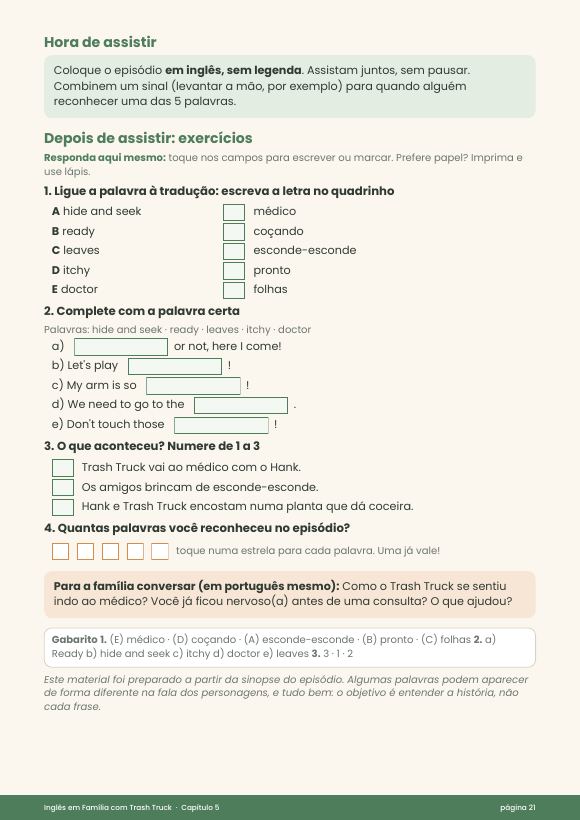 Hora de assistir
Coloque o episódio em inglês, sem legenda. Assistam juntos, sem pausar.
Combinem um sinal (levantar a mão, por exemplo) para quando alguém
reconhecer uma das 5 palavras.
Depois de assistir: exercícios
Responda aqui mesmo: toque nos campos para escrever ou marcar. Prefere papel? Imprima e
use lápis.
1. Ligue a palavra à tradução: escreva a letra no quadrinho
A hide and seek médico
B ready coçando
C leaves esconde-esconde
D itchy pronto
E doctor folhas
2. Complete com a palavra certa
Palavras: hide and seek · ready · leaves · itchy · doctor
a) or not, here I come!
b) Let's play !
c) My arm is so !
d) We need to go to the .
e) Don't touch those !
3. O que aconteceu? Numere de 1 a 3
Trash Truck vai ao médico com o Hank.
Os amigos brincam de esconde-esconde.
Hank e Trash Truck encostam numa planta que dá coceira.
4. Quantas palavras você reconheceu no episódio?
toque numa estrela para cada palavra. Uma já vale!
Para a família conversar (em português mesmo): Como o Trash Truck se sentiu
indo ao médico? Você já ficou nervoso(a) antes de uma consulta? O que ajudou?
Gabarito 1. (E) médico · (D) coçando · (A) esconde-esconde · (B) pronto · (C) folhas 2. a)
Ready b) hide and seek c) itchy d) doctor e) leaves 3. 3 · 1 · 2
Este material foi preparado a partir da sinopse do episódio. Algumas palavras podem aparecer
de forma diferente na fala dos personagens, e tudo bem: o objetivo é entender a história, não
cada frase.
Inglês em Família com Trash Truck · Capítulo 5 página 21